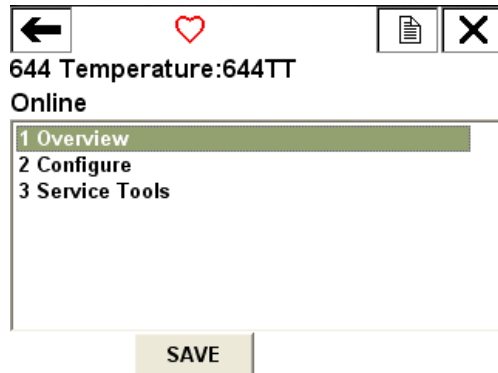 644 Temperature:644TT
Online
1 Overview
2 Configure
3 Service Tools
SAVE